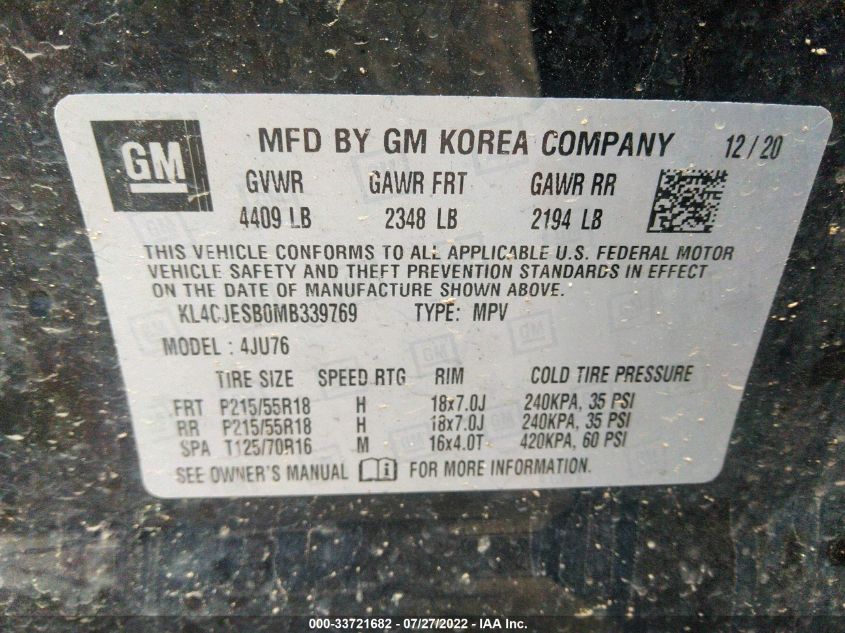 GM
MFD BY GM KOREA COMPANY 12/20
GVWR GAWR FRT GAWR RR
4409 LB 2348 LB 2194 LB
THIS VEHICLE CONFORMS TO ALL APPLICABLE U.S. FEDERAL MOTOR
VEHICLE SAFETY AND THEFT PREVENTION STANDARDS IN EFFECT
ON THE DATE OF MANUFACTURE SHOWN ABOVE.
KL4CJESB0MB339769 TYPE: MPV
MODEL : 4JU76
TIRE SIZE SPEED RTG RIM COLD TIRE PRESSURE
FRT P215/55R18 H 18x7.0J 240KPA, 35 PSI
RR P215/55R18 H 18x7.0J 240KPA, 35 PSI
SPA T125/70R16 M 16x4.0T 420KPA, 60 PSI
SEE OWNER'S MANUAL FOR MORE INFORMATION.
000-33721682 - 07/27/2022 - IAA Inc.